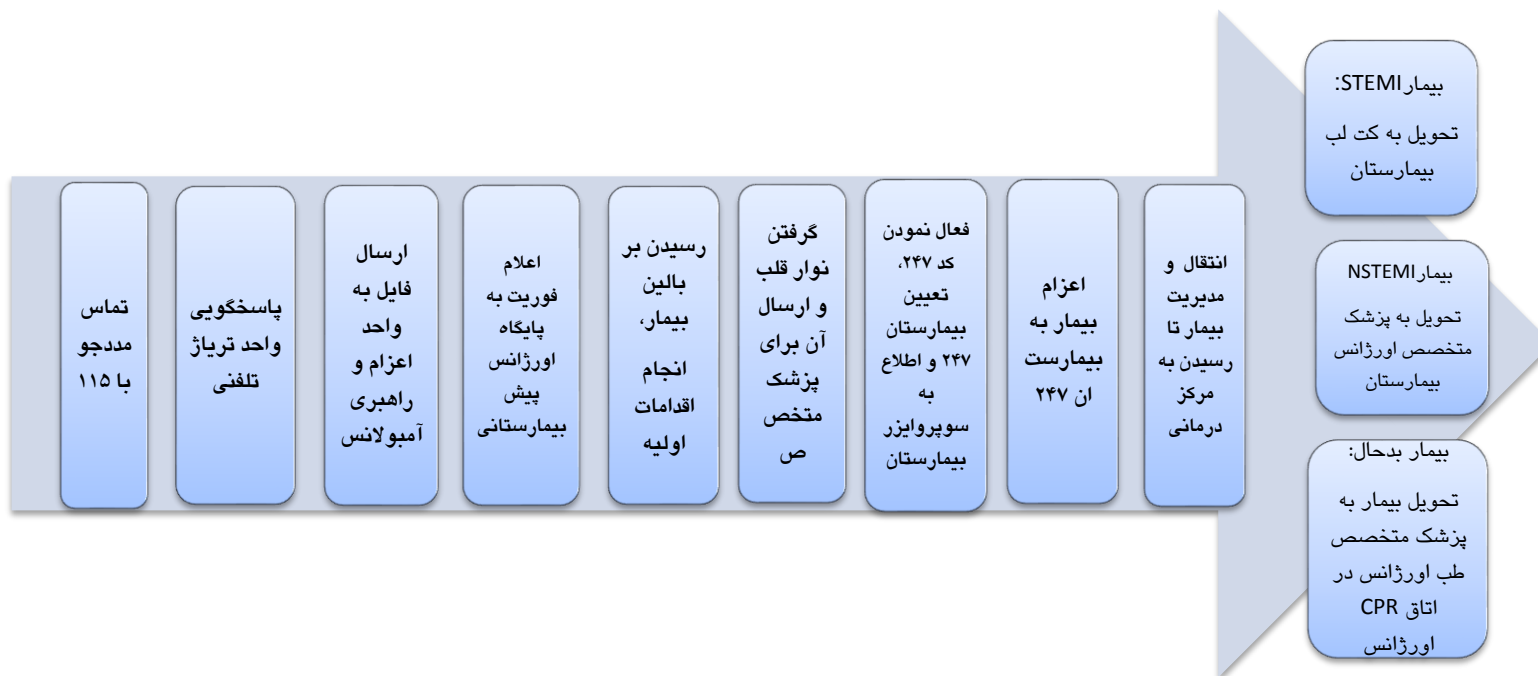 تماس
مددجو
با ۱۱۵
پاسخگویی
واحد تریاژ
تلفنی
ارسال
فایل به
واحد
اعزام و
راهبری
آمبولانس
اعلام
فوریت به
پایگاه
اورژانس
پیش
بیمارستانی
رسیدن بر
بالین
بیمار،
انجام
اقدامات
اولیه
گرفتن
نوار قلب
و ارسال
آن برای
پزشک
متخص
ص
فعال نمودن
کد ۲۴۷،
تعیین
بیمارستان
۲۴۷ و اطلاع
به
سوپروایزر
بیمارستان
اعزام
بیمار به
بیمارست
ان ۲۴۷
انتقال و
مدیریت
بیمار تا
رسیدن به
مرکز
درمانی
بیمار STEMI:
تحویل به کت لب
بیمارستان
بیمار NSTEMI
تحویل به پزشک
متخصص اورژانس
بیمارستان
بیمار بدحال:
تحویل بیمار به
پزشک متخصص
طب اورژانس در
اتاق CPR
اورژانس